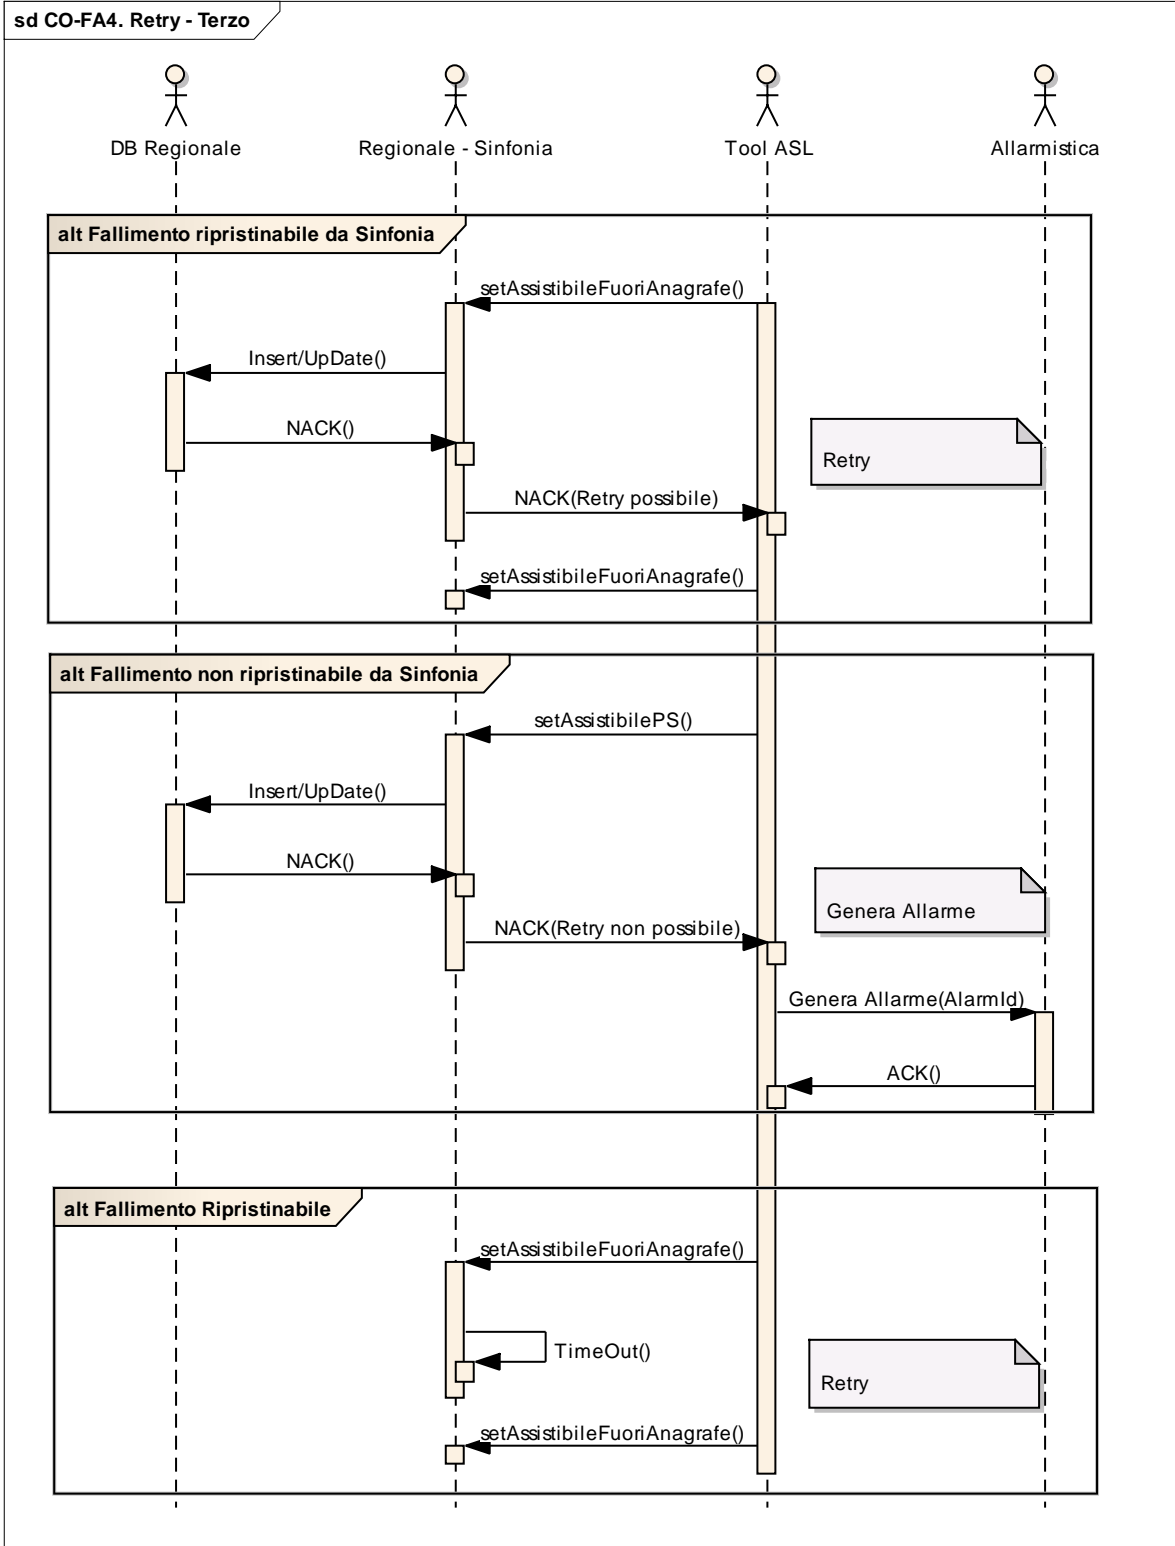 sd CO-FA4. Retry - Terzo
DB Regionale
Regionale - Sinfonia
Tool ASL
Allarmistica
alt Fallimento ripristinabile da Sinfonia
setAssistibileFuoriAnagrafe()
Insert/UpDate()
NACK()
Retry
NACK(Retry possibile)
setAssistibileFuoriAnagrafe()
alt Fallimento non ripristinabile da Sinfonia
setAssistibilePS()
Insert/UpDate()
NACK()
Genera Allarme
NACK(Retry non possibile)
Genera Allarme(AlarmId)
ACK()
alt Fallimento Ripristinabile
setAssistibileFuoriAnagrafe()
TimeOut()
Retry
setAssistibileFuoriAnagrafe()